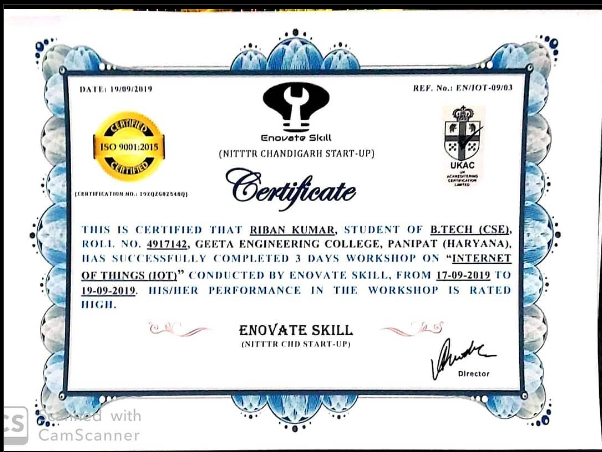 DATE: 19/09/2019
REF. No.: EN/IOT-09/03
Enovate Skill
(NITTTR CHANDIGARH START-UP)
CERTIFIED
ISO 9001:2015
CERTIFIED
UKAC
UK
ACCREDITERING
CERTIFICATION
LIMITED
Certificate
THIS IS CERTIFIED THAT RIBAN KUMAR, STUDENT OF B.TECH (CSE),
ROLL NO. 4917142, GEETA ENGINEERING COLLEGE, PANIPAT (HARYANA),
HAS SUCCESSFULLY COMPLETED 3 DAYS WORKSHOP ON “INTERNET
OF THINGS (IOT)” CONDUCTED BY ENOVATE SKILL, FROM 17-09-2019 TO
19-09-2019. HIS/HER PERFORMANCE IN THE WORKSHOP IS RATED
HIGH.
ENOVATE SKILL
(NITTTR CHD START-UP)
Director
CS Scanned with
CamScanner